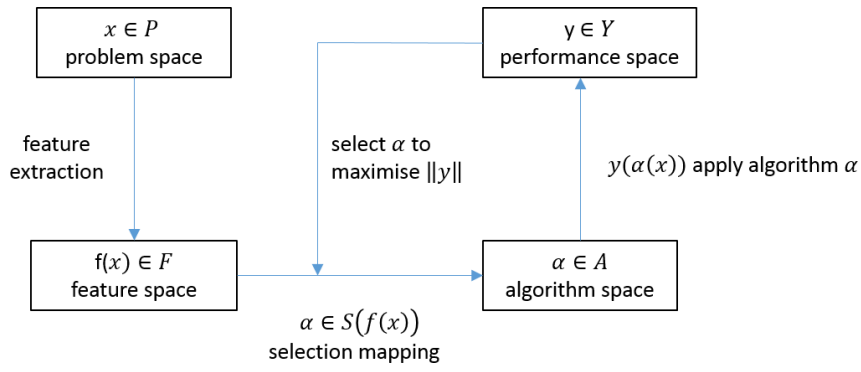 x ∈ P
problem space
y ∈ Y
performance space
feature
extraction
select α to
maximise ‖y‖
y(α(x)) apply algorithm α
f(x) ∈ F
feature space
α ∈ A
algorithm space
α ∈ S(f(x))
selection mapping